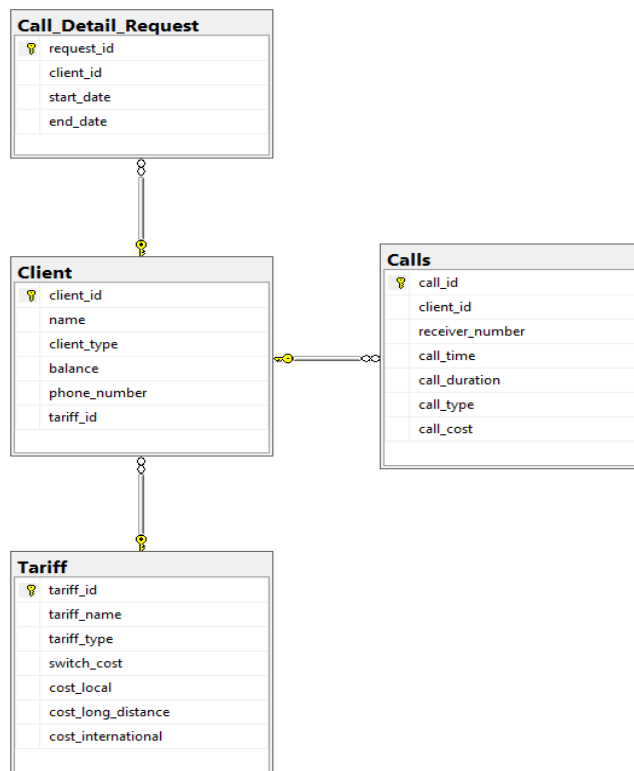 Call_Detail_Request
request_id
client_id
start_date
end_date
Client
client_id
name
client_type
balance
phone_number
tariff_id
Calls
call_id
client_id
receiver_number
call_time
call_duration
call_type
call_cost
Tariff
tariff_id
tariff_name
tariff_type
switch_cost
cost_local
cost_long_distance
cost_international